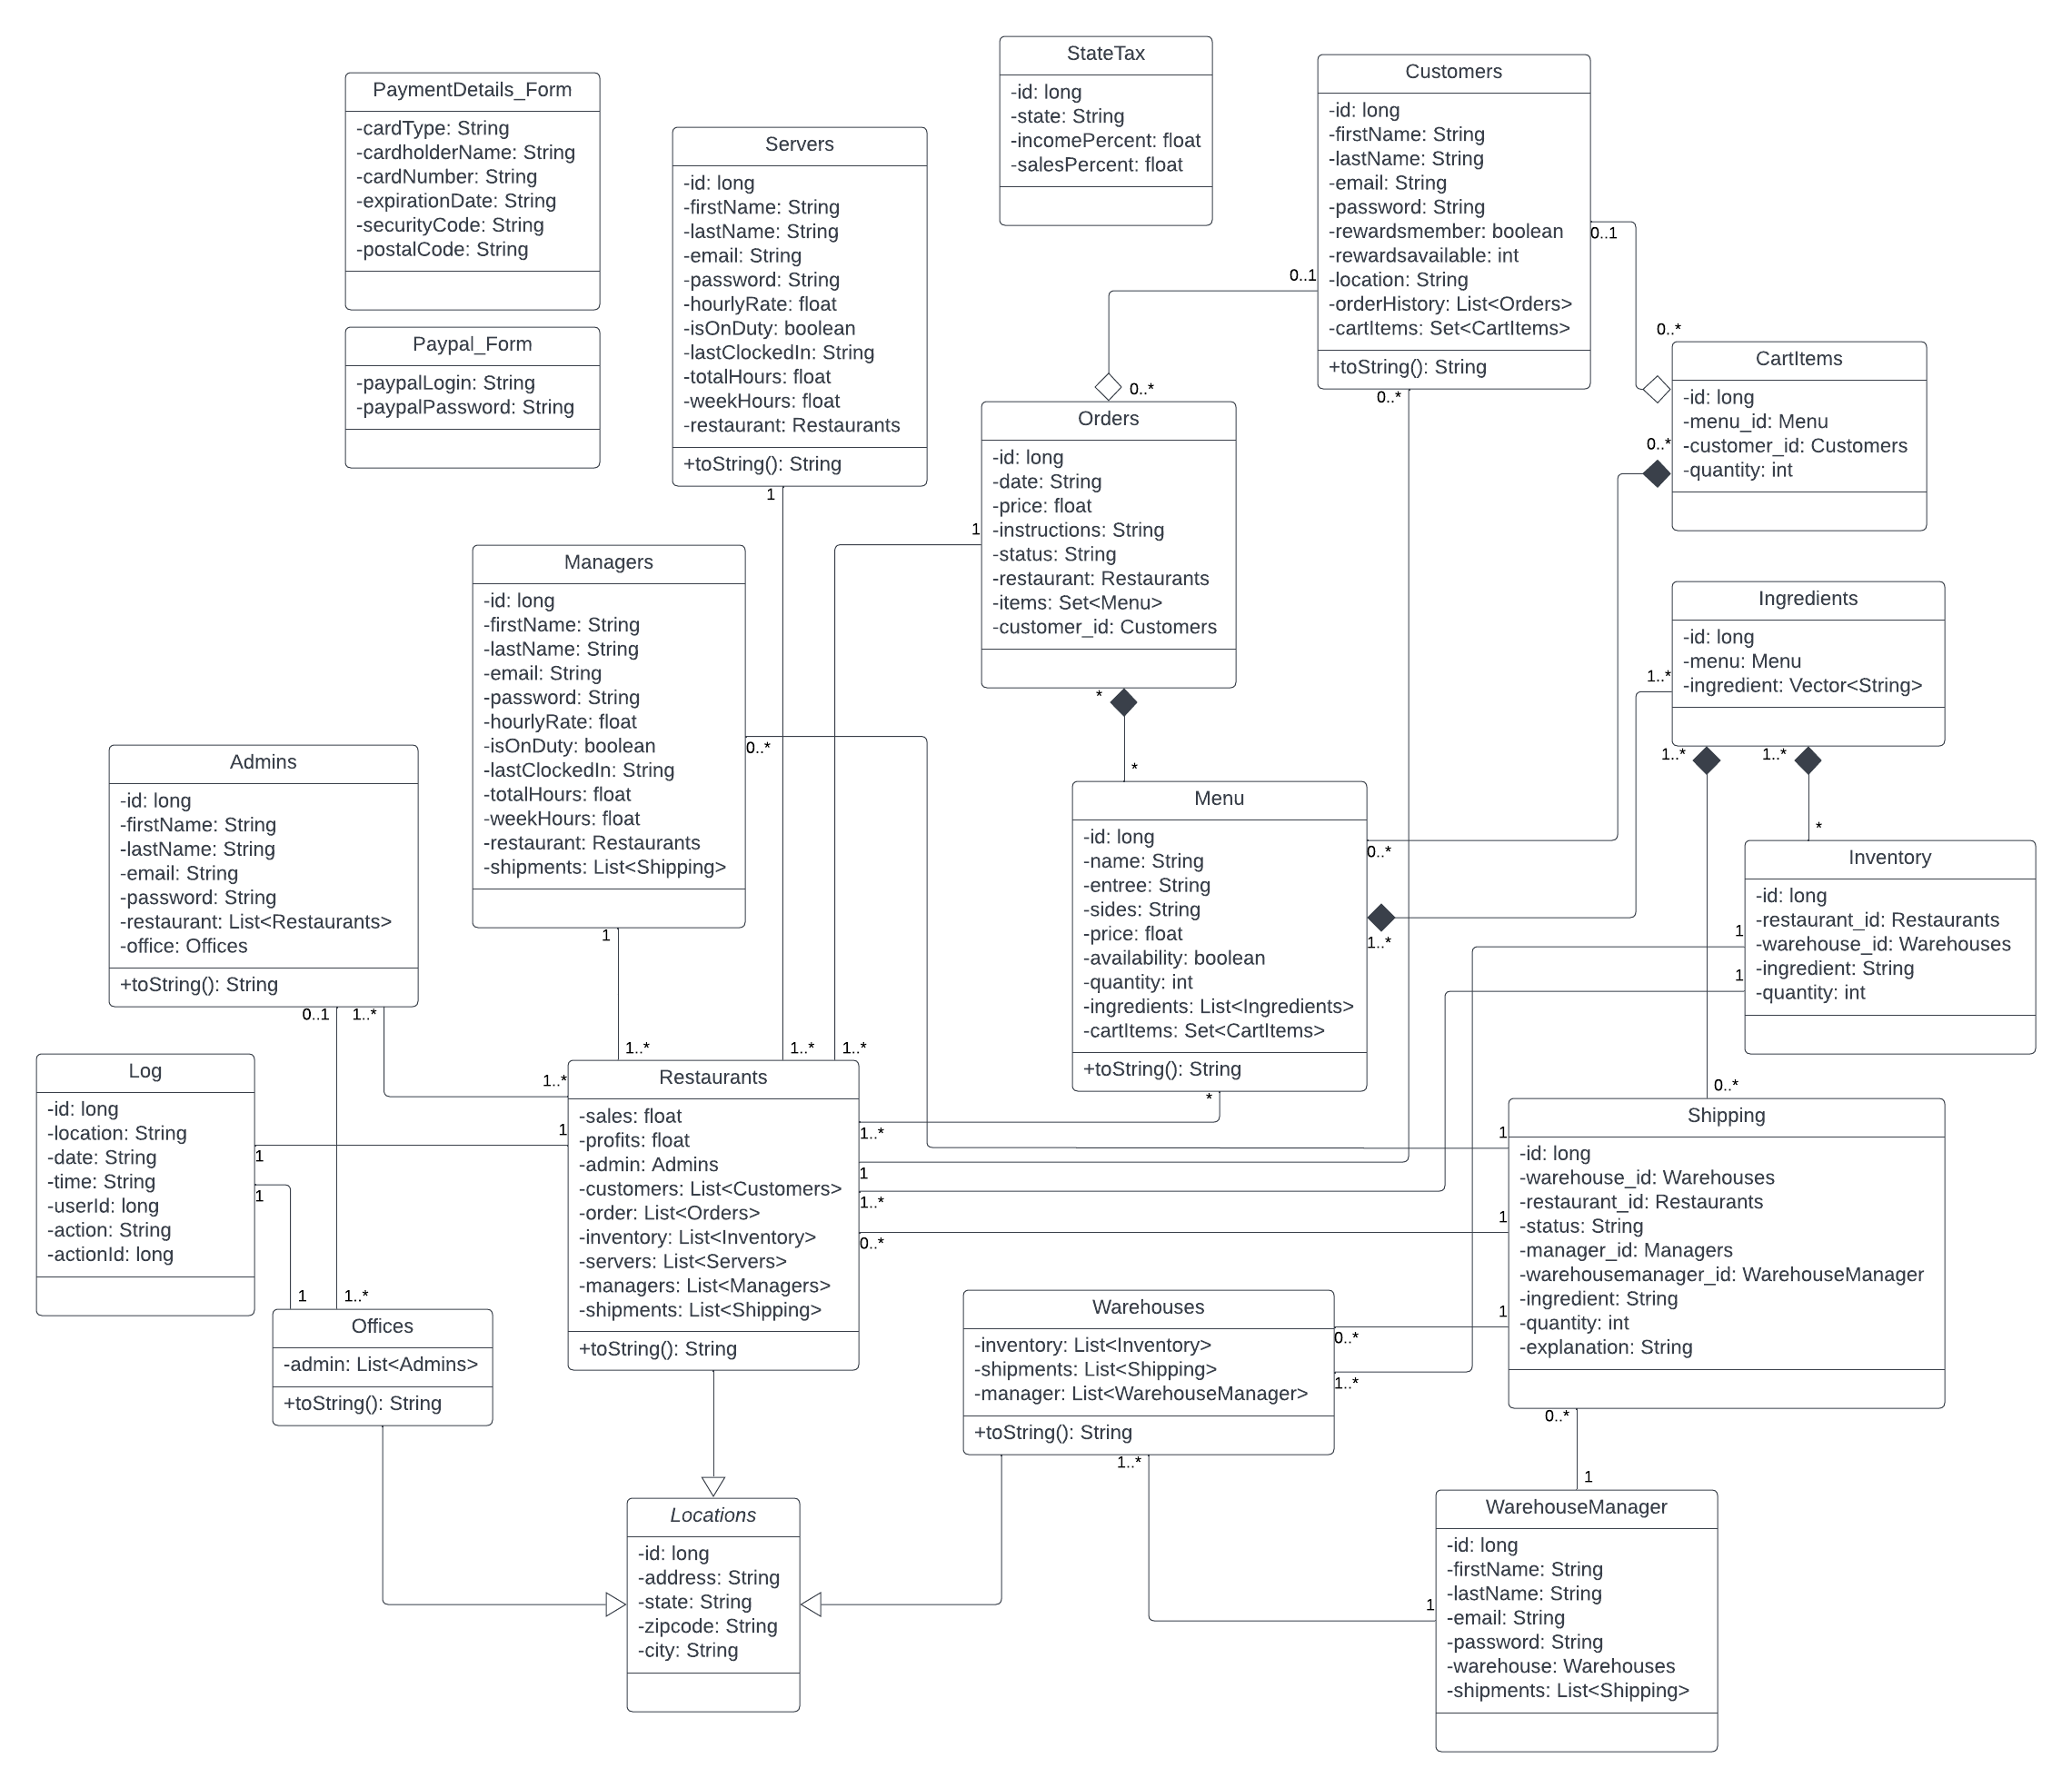 StateTax
-id: long
-state: String
-incomePercent: float
-salesPercent: float
Customers
-id: long
-firstName: String
-lastName: String
-email: String
-password: String
-rewardsmember: boolean
-rewardsavailable: int
-location: String
-orderHistory: List<Orders>
-cartItems: Set<CartItems>
+toString(): String
0..1
0..1
0..*
PaymentDetails_Form
-cardType: String
-cardholderName: String
-cardNumber: String
-expirationDate: String
-securityCode: String
-postalCode: String
Paypal_Form
-paypalLogin: String
-paypalPassword: String
Servers
-id: long
-firstName: String
-lastName: String
-email: String
-password: String
-hourlyRate: float
-isOnDuty: boolean
-lastClockedIn: String
-totalHours: float
-weekHours: float
-restaurant: Restaurants
+toString(): String
1
0..*
CartItems
-id: long
-menu_id: Menu
-customer_id: Customers
-quantity: int
0..*
0..*
Orders
-id: long
-date: String
-price: float
-instructions: String
-status: String
-restaurant: Restaurants
-items: Set<Menu>
-customer_id: Customers
1
*
*
Managers
-id: long
-firstName: String
-lastName: String
-email: String
-password: String
-hourlyRate: float
-isOnDuty: boolean
-lastClockedIn: String
-totalHours: float
-weekHours: float
-restaurant: Restaurants
-shipments: List<Shipping>
0..*
1
Ingredients
-id: long
-menu: Menu
-ingredient: Vector<String>
1..*
1..*
1..*
*
Admins
-id: long
-firstName: String
-lastName: String
-email: String
-password: String
-restaurant: List<Restaurants>
-office: Offices
+toString(): String
0..1
1..*
Menu
-id: long
-name: String
-entree: String
-sides: String
-price: float
-availability: boolean
-quantity: int
-ingredients: List<Ingredients>
-cartItems: Set<CartItems>
+toString(): String
0..*
1..*
*
Inventory
-id: long
-restaurant_id: Restaurants
-warehouse_id: Warehouses
-ingredient: String
-quantity: int
1
1
Log
-id: long
-location: String
-date: String
-time: String
-userId: long
-action: String
-actionId: long
1
1
1..*
1..*
1..*
1..*
1
Restaurants
-sales: float
-profits: float
-admin: Admins
-customers: List<Customers>
-order: List<Orders>
-inventory: List<Inventory>
-servers: List<Servers>
-managers: List<Managers>
-shipments: List<Shipping>
+toString(): String
1..*
1
1..*
0..*
0..*
Shipping
-id: long
-warehouse_id: Warehouses
-restaurant_id: Restaurants
-status: String
-manager_id: Managers
-warehousemanager_id: WarehouseManager
-ingredient: String
-quantity: int
-explanation: String
1
1
1
0..*
1
1
1..*
Offices
-admin: List<Admins>
+toString(): String
Warehouses
-inventory: List<Inventory>
-shipments: List<Shipping>
-manager: List<WarehouseManager>
+toString(): String
0..*
1..*
1..*
Locations
-id: long
-address: String
-state: String
-zipcode: String
-city: String
1
WarehouseManager
-id: long
-firstName: String
-lastName: String
-email: String
-password: String
-warehouse: Warehouses
-shipments: List<Shipping>